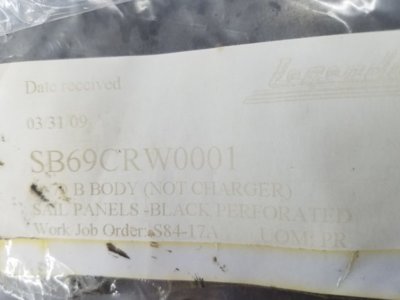 Legendary
Date received
03/31/09
SB69CRW0001
B BODY (NOT CHARGER)
SAIL PANELS -BLACK PERFORATED
Work Job Order: S84-17A UOM: PR